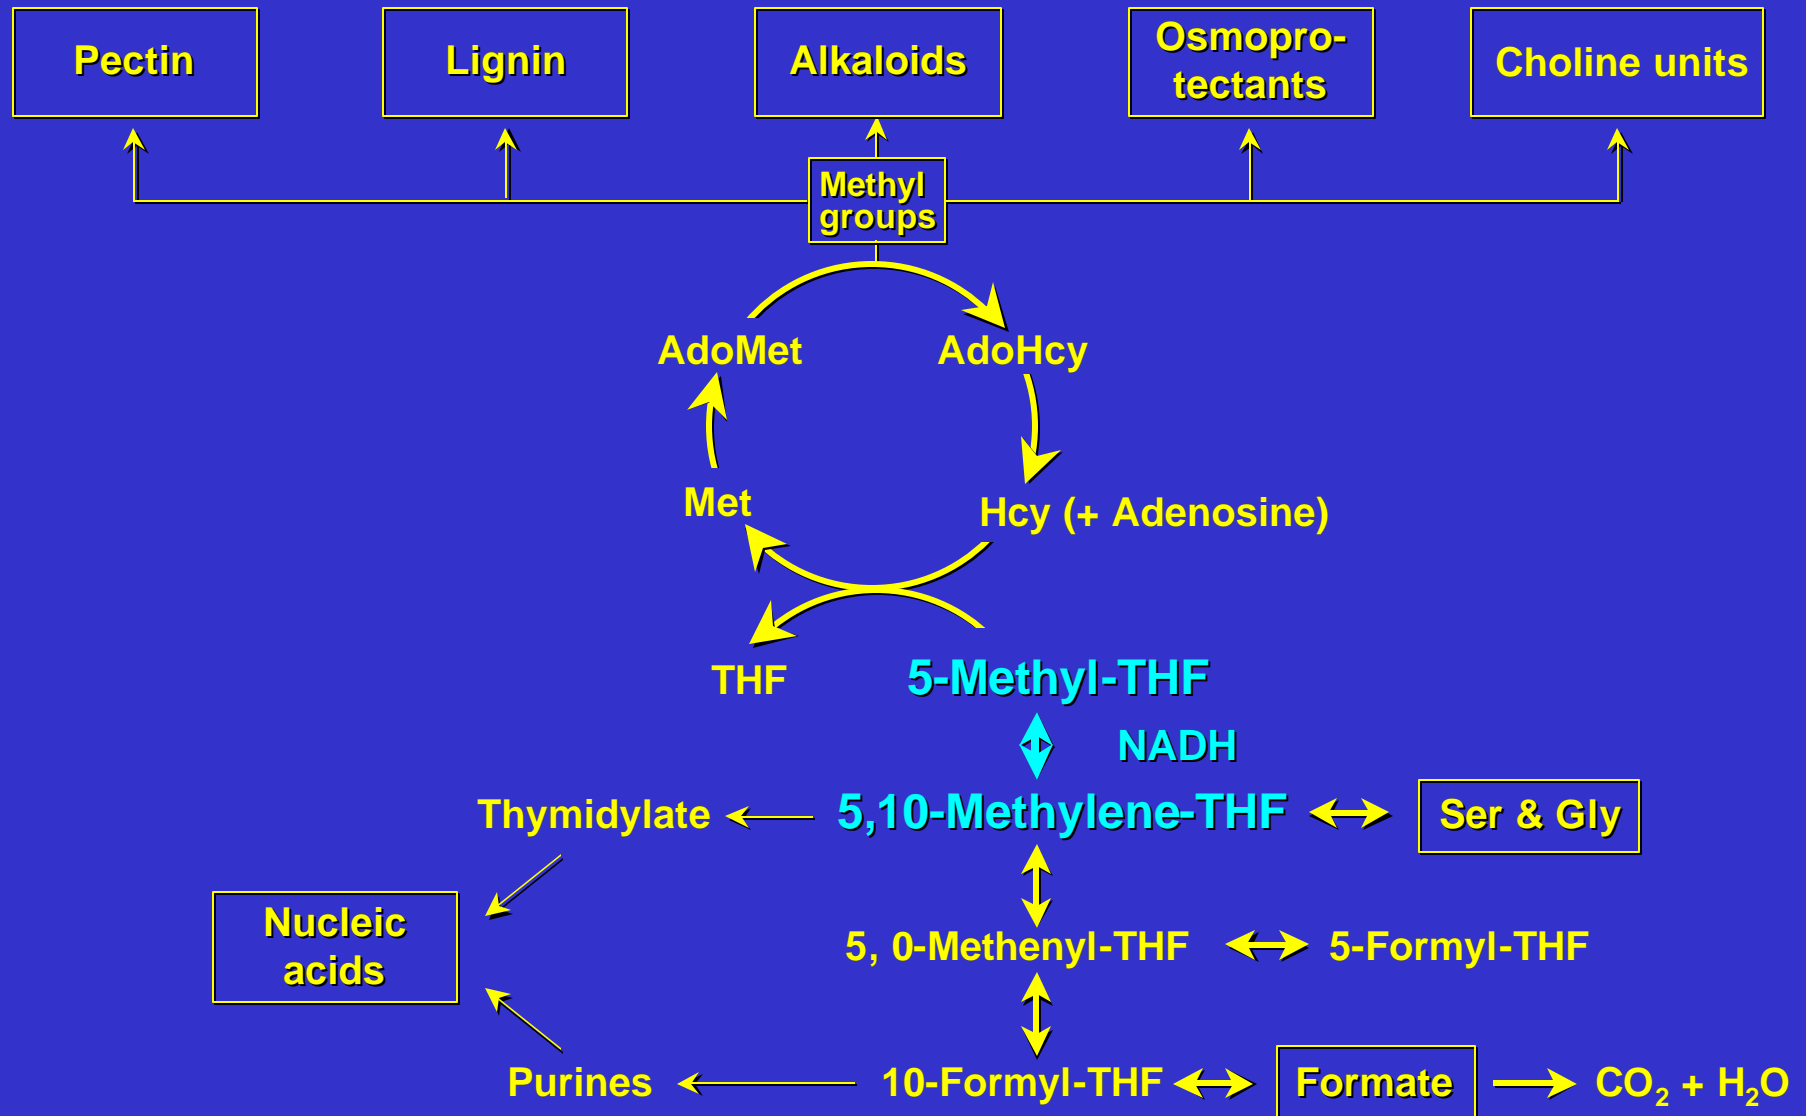 Pectin
Lignin
Alkaloids
Osmopro-
tectants
Choline units
Methyl
groups
AdoMet
AdoHcy
Met
Hcy (+ Adenosine)
THF
5-Methyl-THF
NADH
Thymidylate
5,10-Methylene-THF
Ser & Gly
Nucleic
acids
5, 0-Methenyl-THF
5-Formyl-THF
Purines
10-Formyl-THF
Formate
CO₂ + H₂O